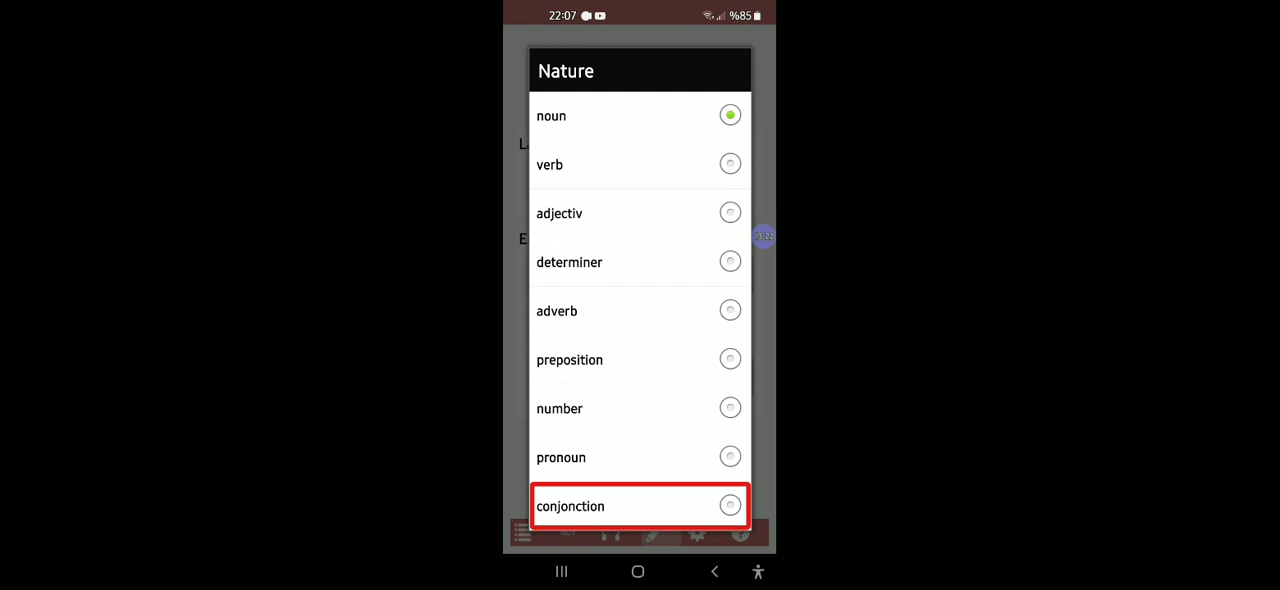 22:07 %85
Nature
noun
verb
adjectiv
determiner
adverb
preposition
number
pronoun
conjonction